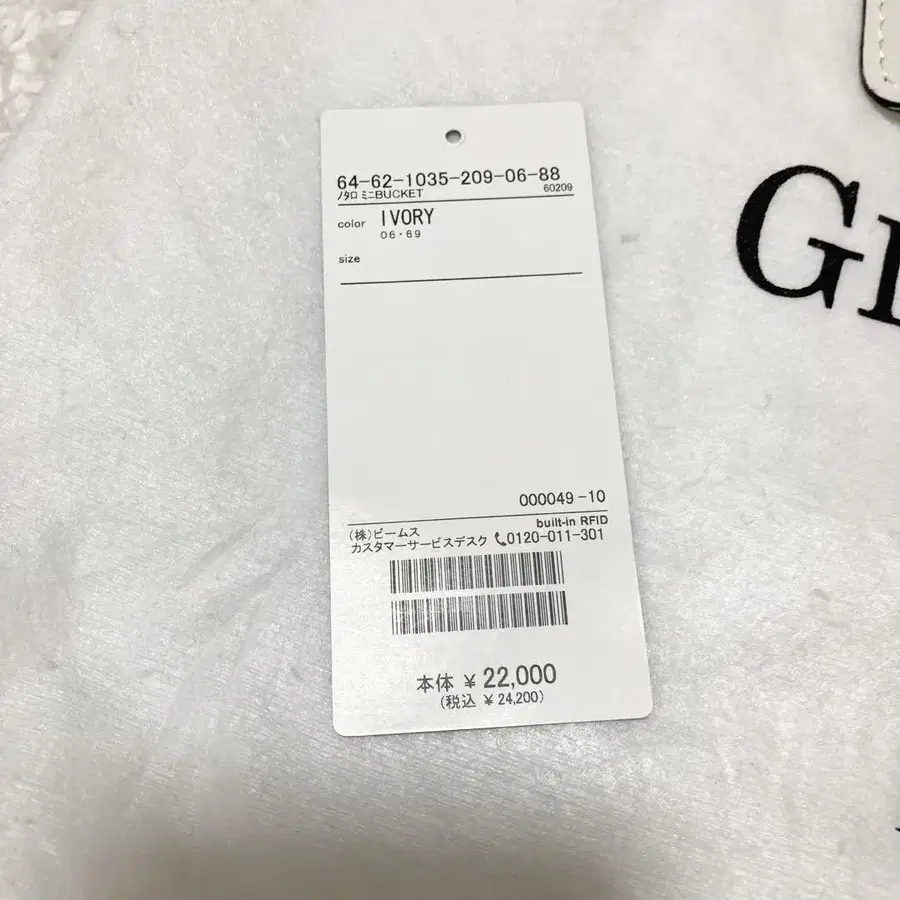 64-62-1035-209-06-88
ﾉﾀﾛ ﾐﾆBUCKET 60209
color IVORY
06・69
size
000049-10
built-in RFID
(株)ビームス
カスタマーサービスデスク 0120-011-301
本体 ¥ 22,000
(税込 ¥ 24,200)
G